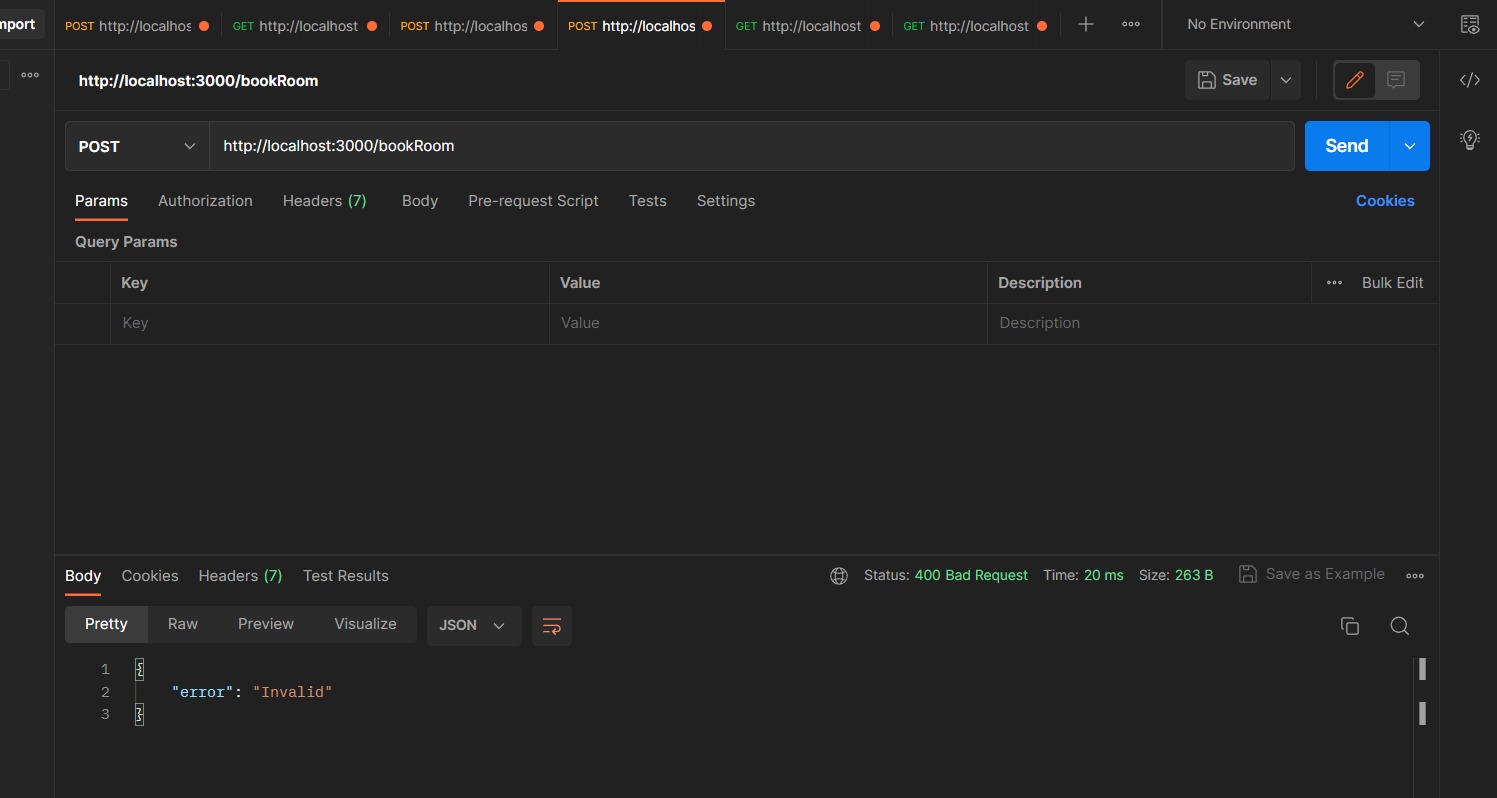 mport
POST http://localhos
GET http://localhost
POST http://localhos
POST http://localhos
GET http://localhost
GET http://localhost
No Environment
http://localhost:3000/bookRoom
Save
POST
http://localhost:3000/bookRoom
Send
Params
Authorization
Headers (7)
Body
Pre-request Script
Tests
Settings
Cookies
Query Params
Key
Value
Description
Bulk Edit
Key
Value
Description
Body
Cookies
Headers (7)
Test Results
Status: 400 Bad Request
Time: 20 ms
Size: 263 B
Save as Example
Pretty
Raw
Preview
Visualize
JSON
1 {
2 "error": "Invalid"
3 }